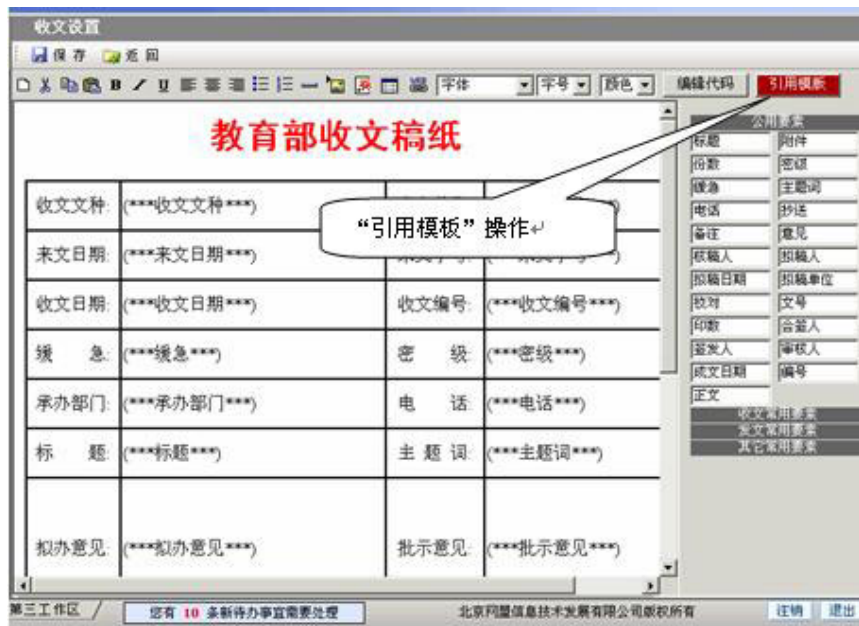 收文设置
保存 返回
B I U 字体 字号 颜色 编辑代码 引用模版
教育部收文稿纸
公用要素
标题 附件
份数 密级
缓急 主题词
电话 抄送
备注 意见
核稿人 拟稿人
拟稿日期 拟稿单位
校对 文号
印数 会签人
签发人 审核人
成文日期 编号
正文
收文常用要素
发文常用要素
其它常用要素
“引用模板”操作↵
收文文种: (***收文文种***)
来文日期: (***来文日期***)
收文日期: (***收文日期***) 收文编号: (***收文编号***)
缓 急: (***缓急***) 密 级: (***密级***)
承办部门: (***承办部门***) 电 话: (***电话***)
标 题: (***标题***) 主 题 词: (***主题词***)
拟办意见: (***拟办意见***) 批示意见: (***批示意见***)
第三工作区 您有 10 条新待办事宜需要处理 北京网盟信息技术发展有限公司版权所有 注销 退出